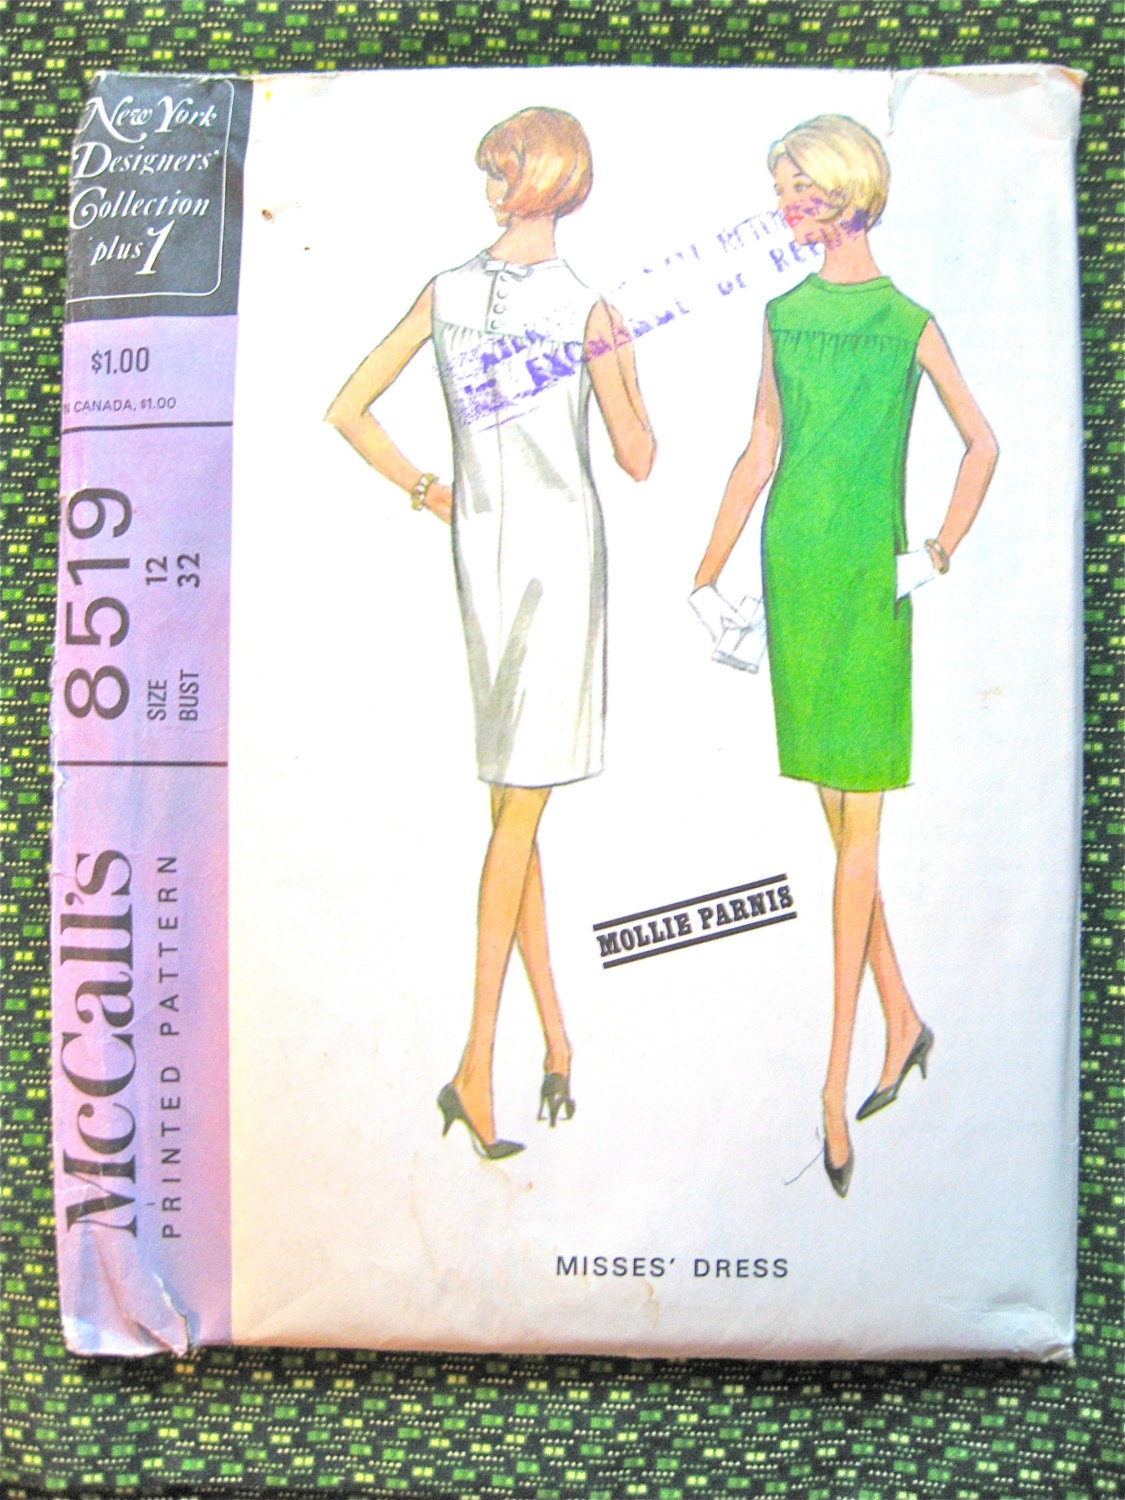 New York
Designers'
Collection
plus 1
$1.00
N CANADA, $1.00
8519
SIZE 12
BUST 32
McCall's
PRINTED PATTERN
OR
MOLLIE PARNIS
MISSES' DRESS